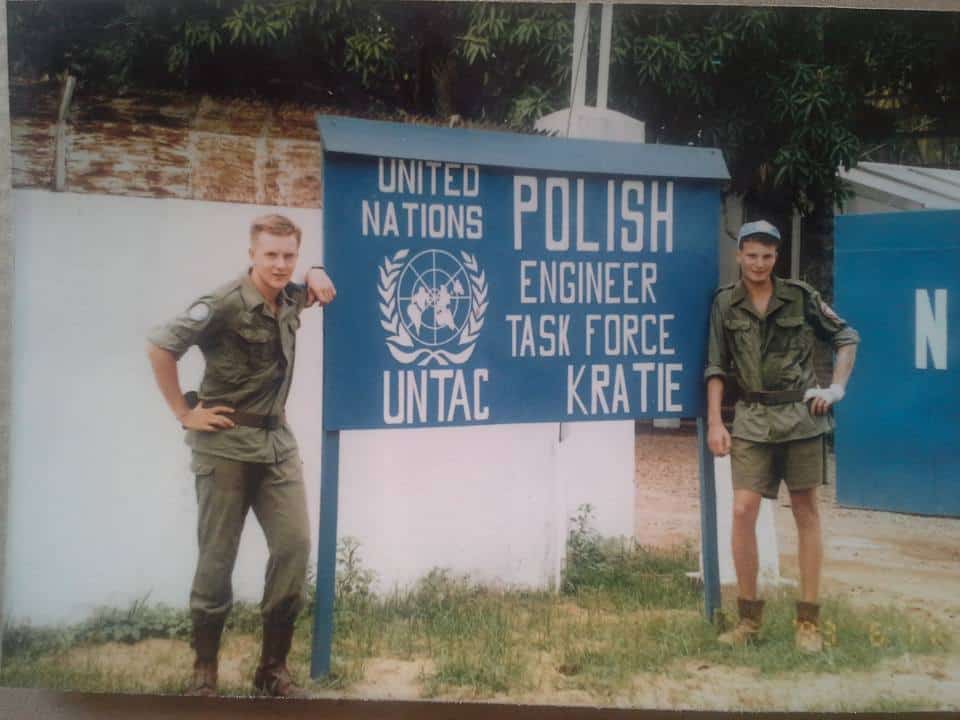 UNITED
NATIONS
UNTAC
POLISH
ENGINEER
TASK FORCE
KRATIE
N